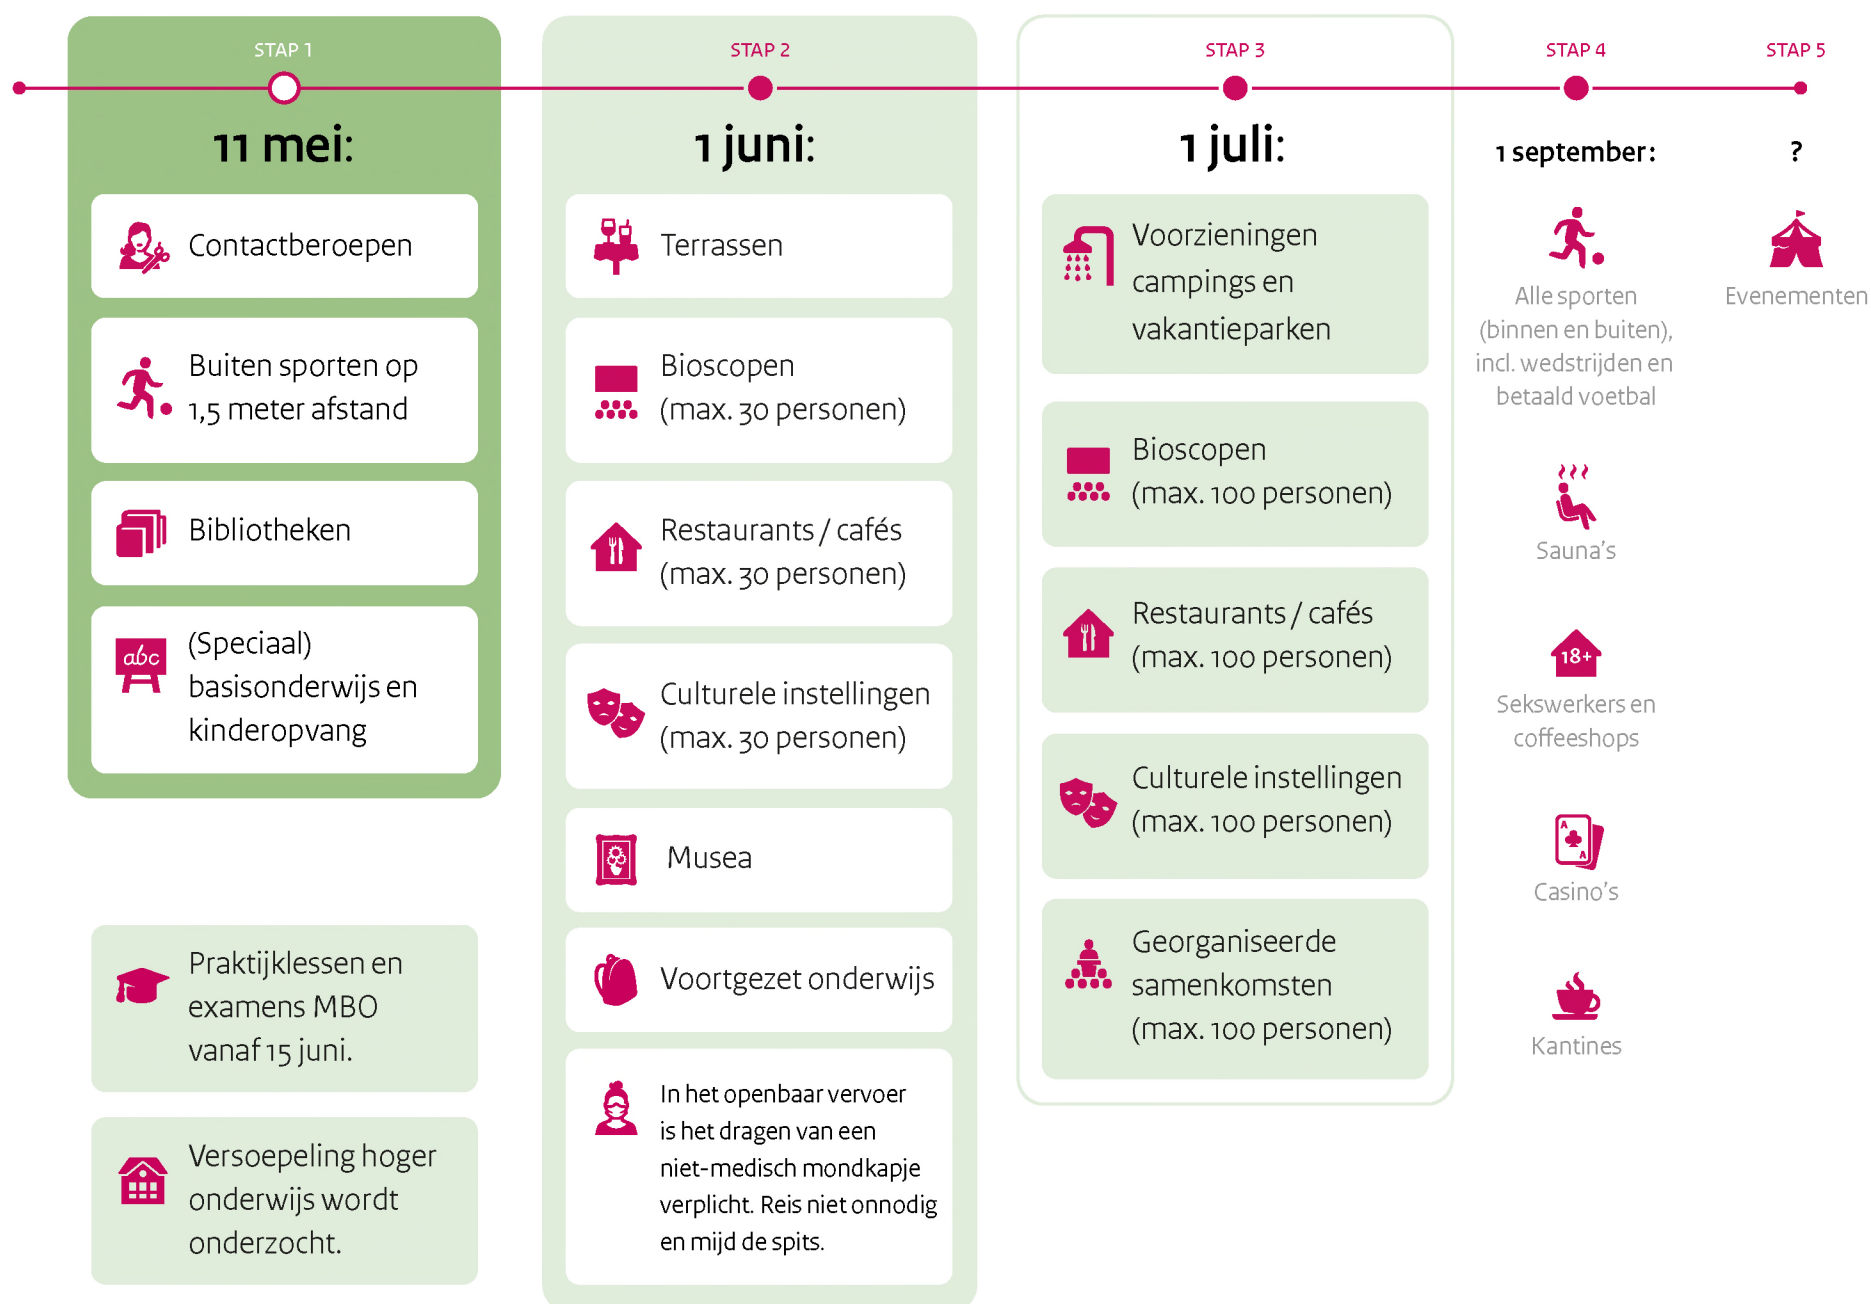 STAP 1
11 mei:
Contactberoepen
Buiten sporten op
1,5 meter afstand
Bibliotheken
abc
(Speciaal)
basisonderwijs en
kinderopvang
Praktijklessen en
examens MBO
vanaf 15 juni.
Versoepeling hoger
onderwijs wordt
onderzocht.
STAP 2
1 juni:
Terrassen
Bioscopen
(max. 30 personen)
Restaurants / cafés
(max. 30 personen)
Culturele instellingen
(max. 30 personen)
Musea
Voortgezet onderwijs
In het openbaar vervoer
is het dragen van een
niet-medisch mondkapje
verplicht. Reis niet onnodig
en mijd de spits.
STAP 3
1 juli:
Voorzieningen
campings en
vakantieparken
Bioscopen
(max. 100 personen)
Restaurants / cafés
(max. 100 personen)
Culturele instellingen
(max. 100 personen)
Georganiseerde
samenkomsten
(max. 100 personen)
STAP 4
1 september:
Alle sporten
(binnen en buiten),
incl. wedstrijden en
betaald voetbal
Sauna's
18+
Sekswerkers en
coffeeshops
A
A
Casino's
Kantines
STAP 5
?
Evenementen